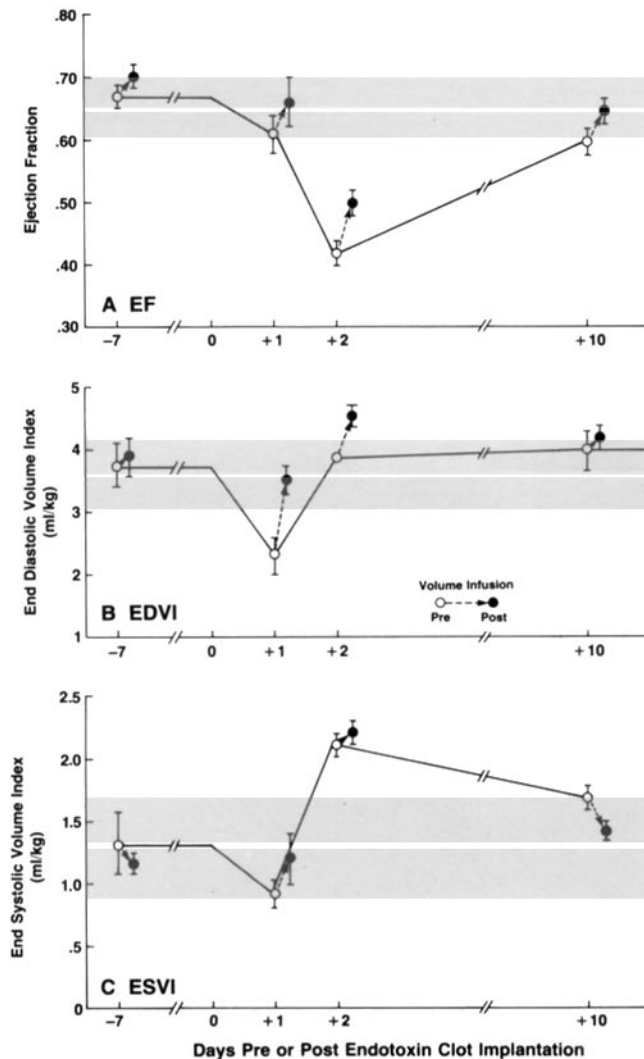 .70
.60
.50
.40
.30
Ejection Fraction
A EF
-7
0
+1
+2
+10
5
4
3
2
1
End Diastolic Volume Index
(ml/kg)
Volume Infusion
Pre
Post
B EDVI
-7
0
+1
+2
+10
2.5
2.0
1.5
1.0
.5
0
End Systolic Volume Index
(ml/kg)
C ESVI
-7
0
+1
+2
+10
Days Pre or Post Endotoxin Clot Implantation